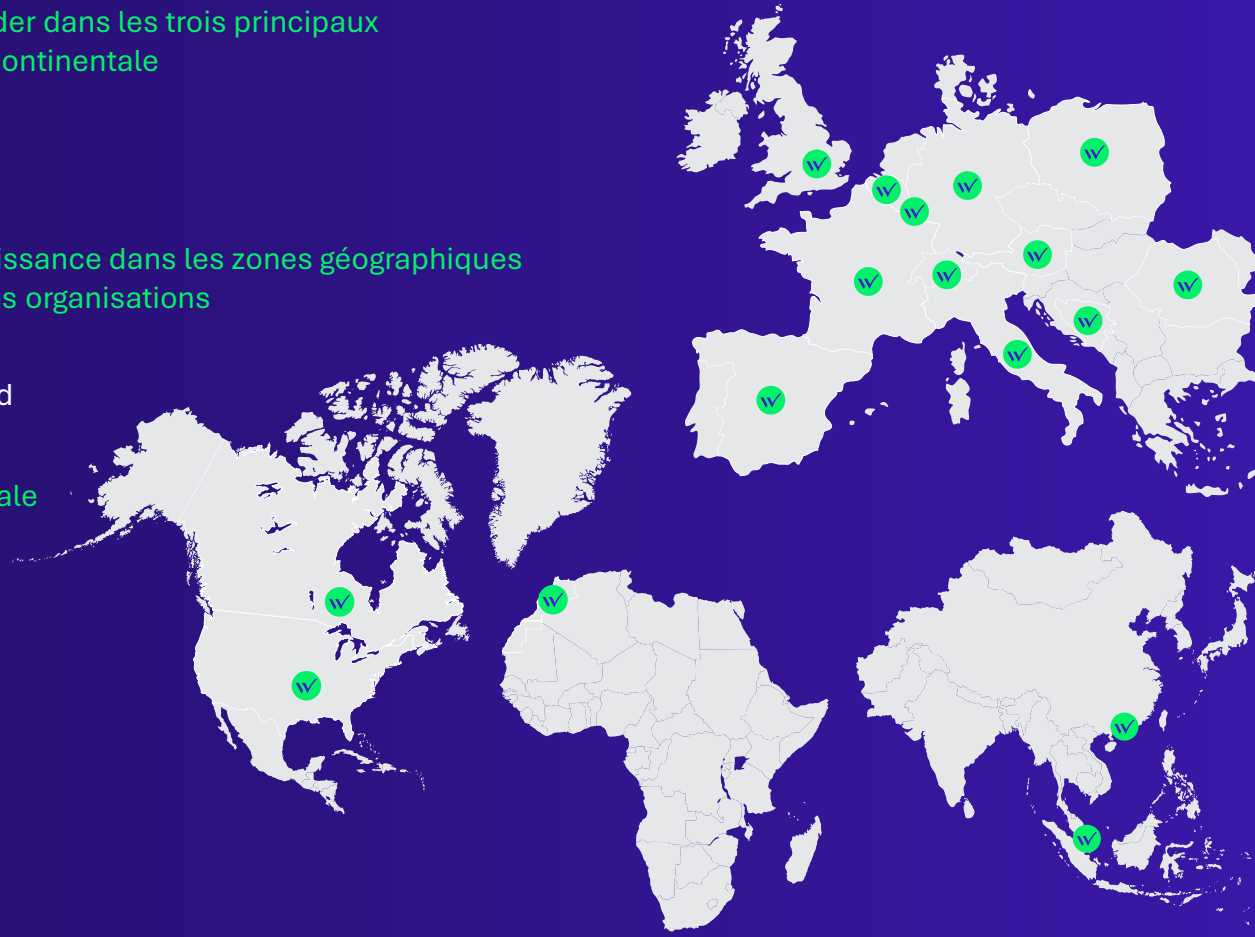 der dans les trois principaux
ontinentale
issance dans les zones géographiques
s organisations
d
ale